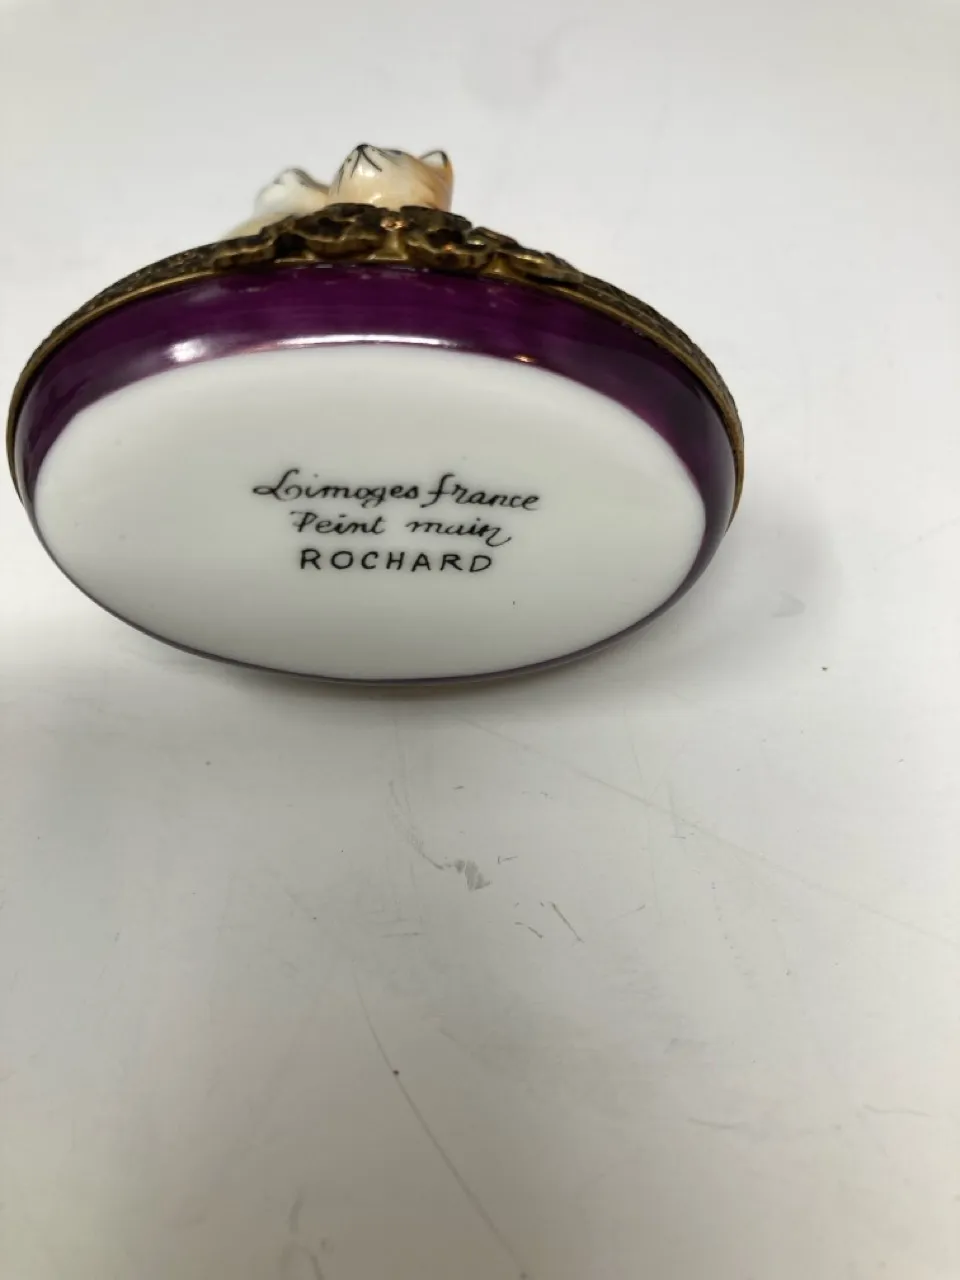 Limoges france
Peint main
ROCHARD